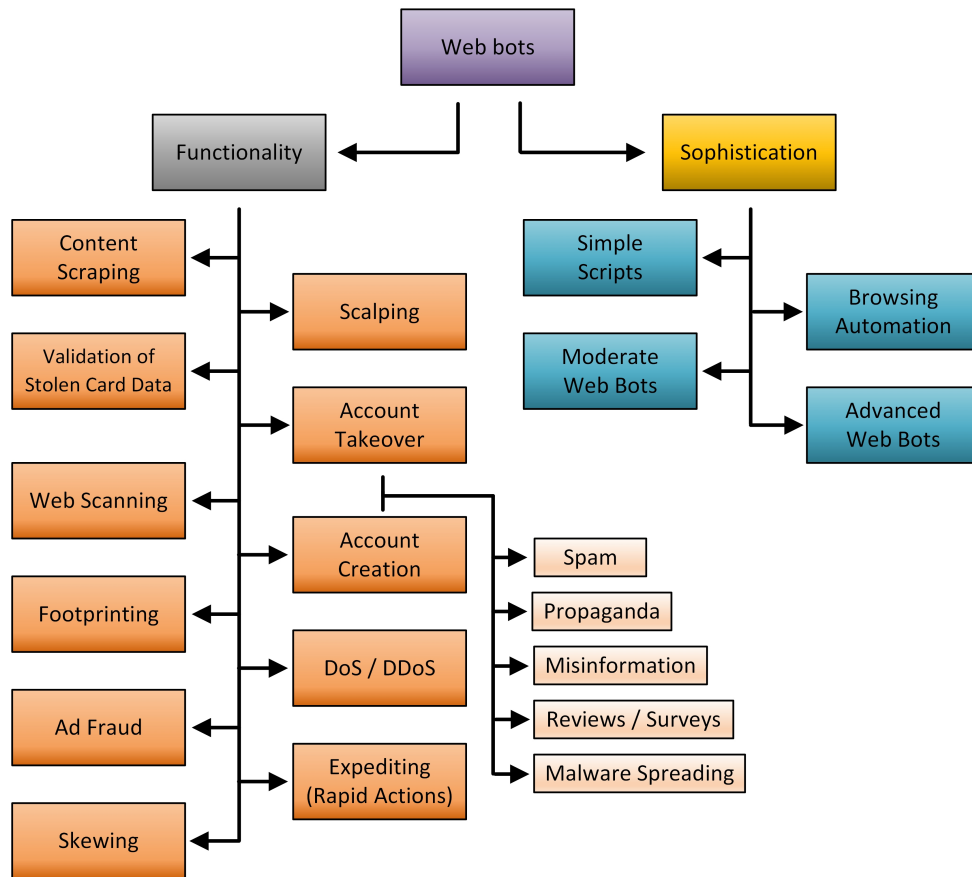 Web bots
Functionality
Sophistication
Content
Scraping
Scalping
Validation of
Stolen Card Data
Account
Takeover
Web Scanning
Account
Creation
Footprinting
DoS / DDoS
Ad Fraud
Expediting
(Rapid Actions)
Skewing
Spam
Propaganda
Misinformation
Reviews / Surveys
Malware Spreading
Simple
Scripts
Browsing
Automation
Moderate
Web Bots
Advanced
Web Bots